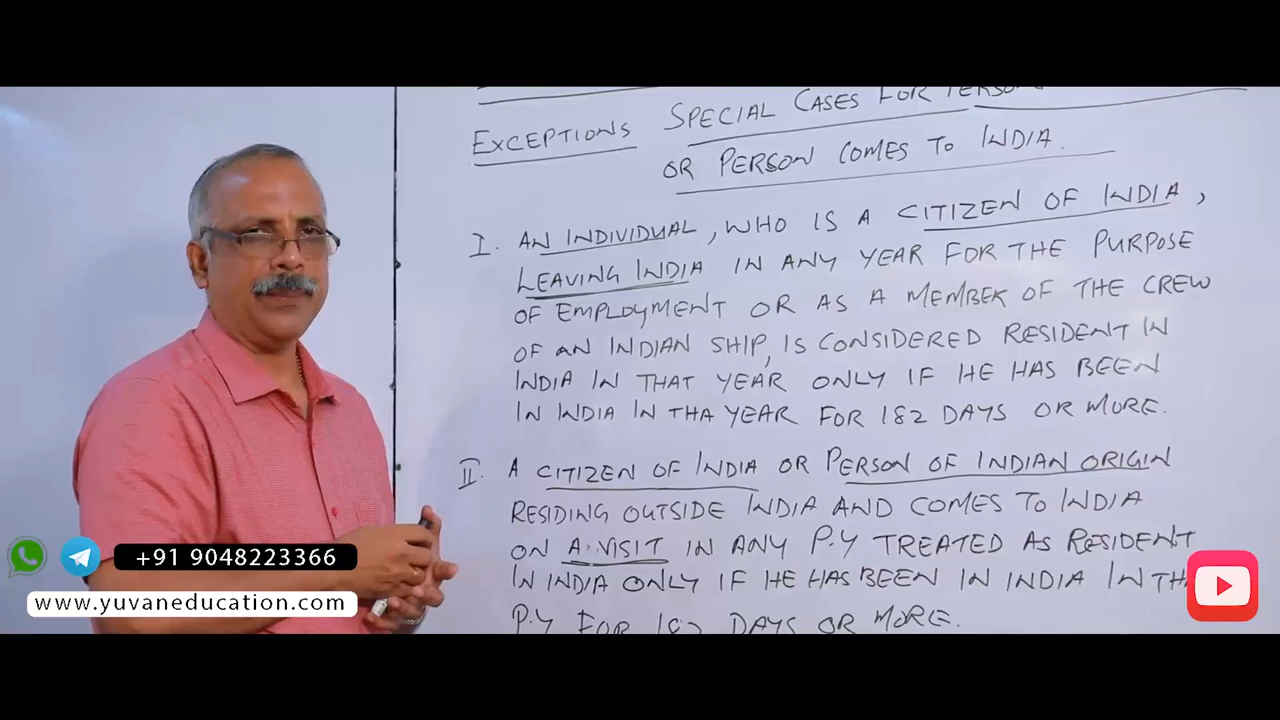 EXCEPTIONS SPECIAL CASES FOR PERSON
OR PERSON COMES TO INDIA.
I. AN INDIVIDUAL, WHO IS A CITIZEN OF INDIA,
LEAVING INDIA IN ANY YEAR FOR THE PURPOSE
OF EMPLOYMENT OR AS A MEMBER OF THE CREW
OF AN INDIAN SHIP, IS CONSIDERED RESIDENT IN
INDIA IN THAT YEAR ONLY IF HE HAS BEEN
IN INDIA IN THA YEAR FOR 182 DAYS OR MORE.
II. A CITIZEN OF INDIA OR PERSON OF INDIAN ORIGIN
RESIDING OUTSIDE INDIA AND COMES TO INDIA
ON A VISIT IN ANY P.Y TREATED AS RESIDENT
IN INDIA ONLY IF HE HAS BEEN IN INDIA IN THA
P.Y FOR 182 DAYS OR MORE.
+91 9048223366
www.yuvaneducation.com